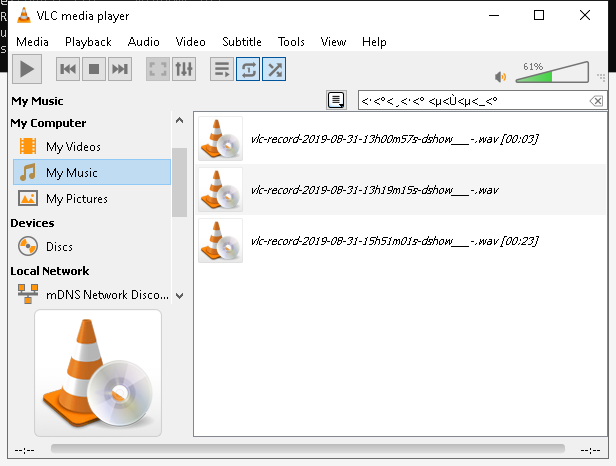 VLC media player
Media Playback Audio Video Subtitle Tools View Help
61%
My Music
My Computer
My Videos
vlc-record-2019-08-31-13h00m57s-dshow___-.wav [00:03]
My Music
vlc-record-2019-08-31-13h19m15s-dshow___-.wav
My Pictures
Devices
Discs
vlc-record-2019-08-31-15h51m01s-dshow___-.wav [00:23]
Local Network
mDNS Network Disco...
--:-- --:--